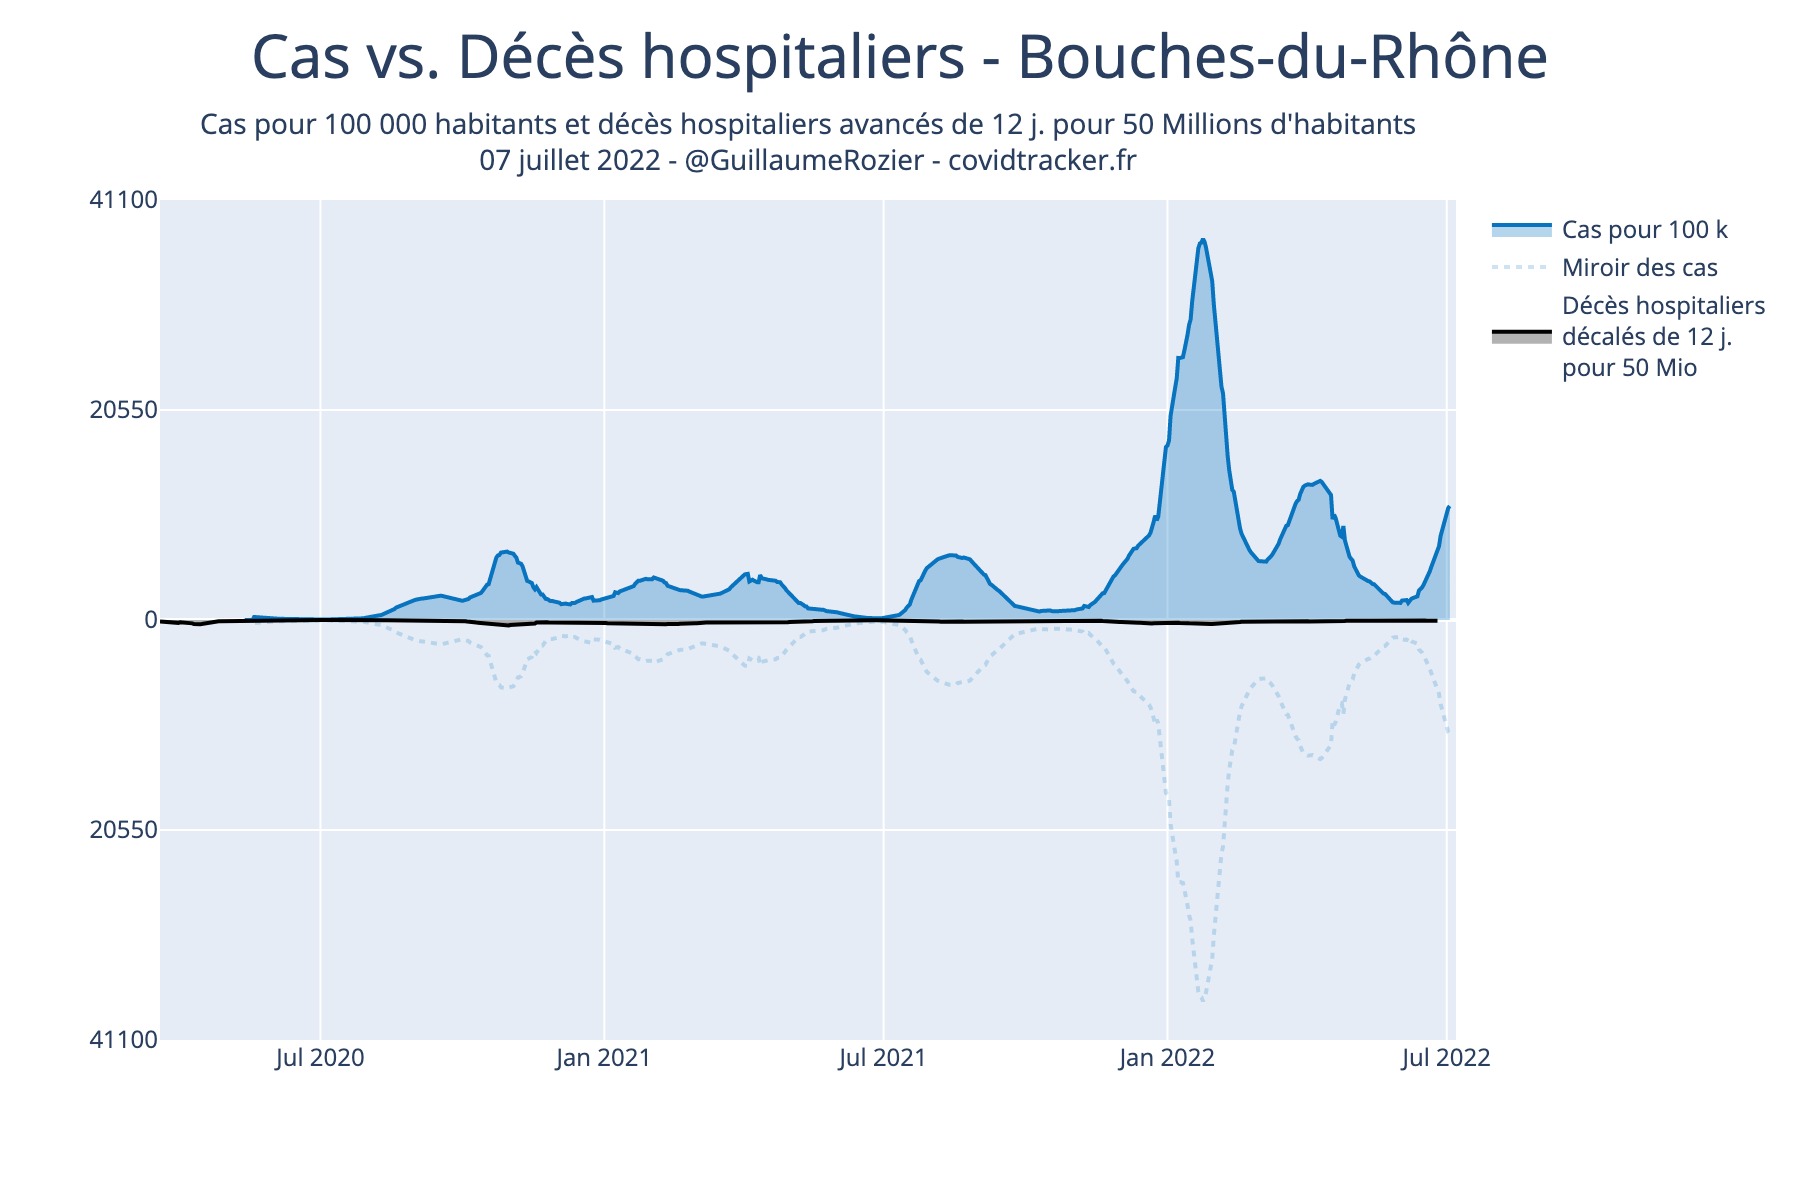 Cas vs. Décès hospitaliers - Bouches-du-Rhône
Cas pour 100 000 habitants et décès hospitaliers avancés de 12 j. pour 50 Millions d'habitants
07 juillet 2022 - @GuillaumeRozier - covidtracker.fr
41100
20550
0
20550
41100
Jul 2020
Jan 2021
Jul 2021
Jan 2022
Jul 2022
Cas pour 100 k
Miroir des cas
Décès hospitaliers
décalés de 12 j.
pour 50 Mio